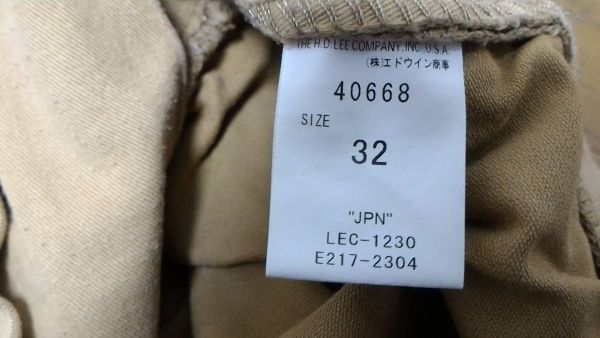 THE H.D.LEE COMPANY,INC.U.S.A
(株)エドウイン商事
40668
SIZE
32
"JPN"
LEC-1230
E217-2304